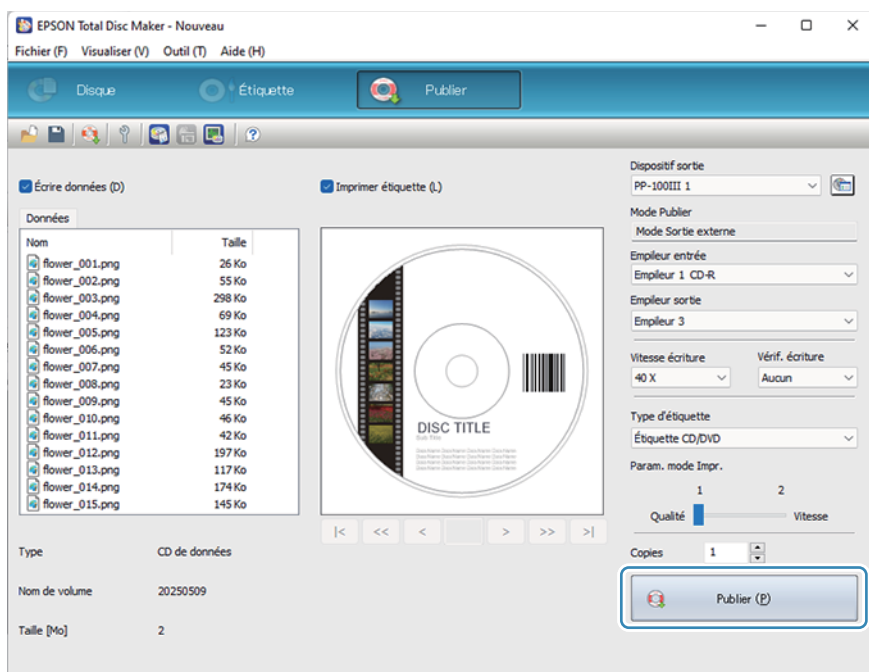 EPSON Total Disc Maker - Nouveau
Fichier (F) Visualiser (V) Outil (T) Aide (H)
Disque Étiquette Publier
Écrire données (D)
Données
Nom Taille
flower_001.png 26 Ko
flower_002.png 55 Ko
flower_003.png 298 Ko
flower_004.png 69 Ko
flower_005.png 123 Ko
flower_006.png 52 Ko
flower_007.png 45 Ko
flower_008.png 23 Ko
flower_009.png 45 Ko
flower_010.png 46 Ko
flower_011.png 42 Ko
flower_012.png 197 Ko
flower_013.png 117 Ko
flower_014.png 174 Ko
flower_015.png 145 Ko
Type CD de données
Nom de volume 20250509
Taille [Mo] 2
Imprimer étiquette (L)
DISC TITLE
Sub Title
|< << < > >> >|
Dispositif sortie
PP-100III 1
Mode Publier
Mode Sortie externe
Empileur entrée
Empileur 1 CD-R
Empileur sortie
Empileur 3
Vitesse écriture Vérif. écriture
40 X Aucun
Type d'étiquette
Étiquette CD/DVD
Param. mode Impr.
1 2
Qualité Vitesse
Copies 1
Publier (P)